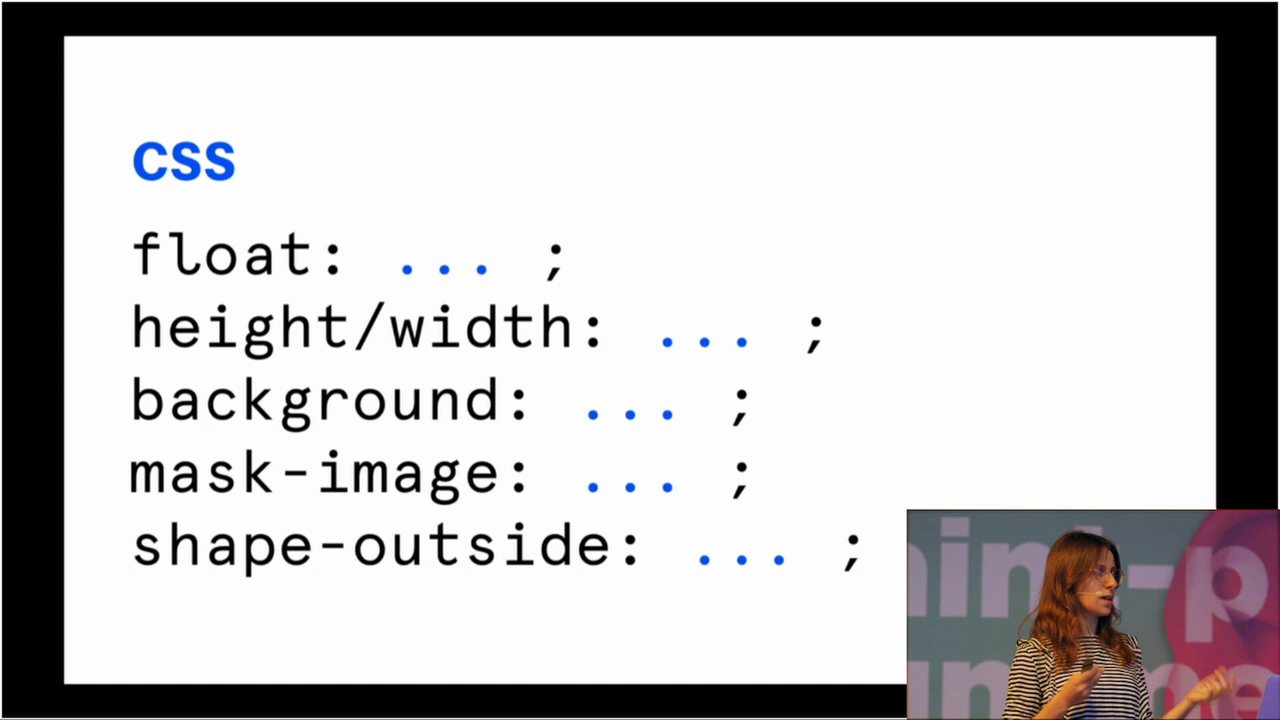 CSS
float: ... ;
height/width: ... ;
background: ... ;
mask-image: ... ;
shape-outside: ... ;